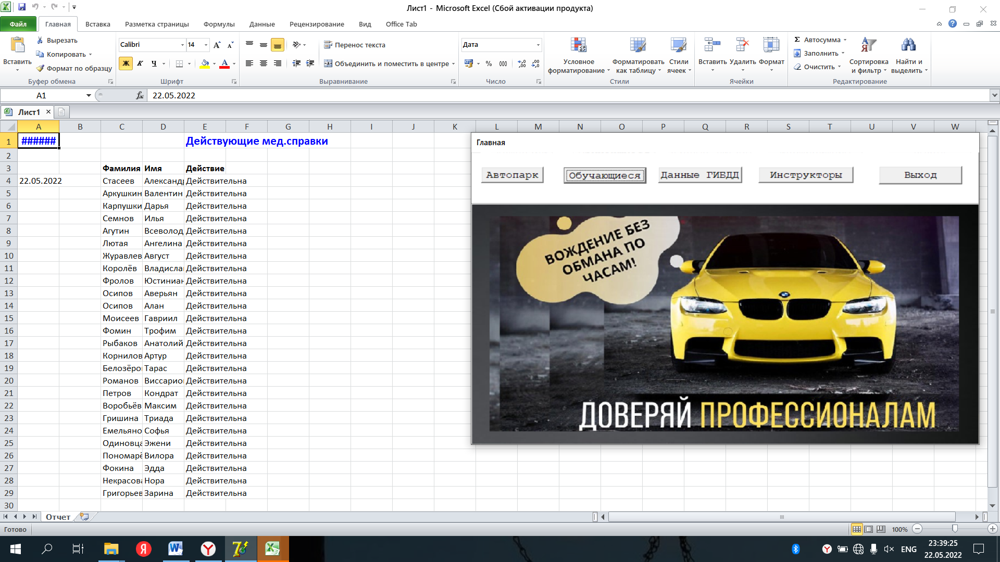 Лист1 - Microsoft Excel (Сбой активации продукта)
Файл Главная Вставка Разметка страницы Формулы Данные Рецензирование Вид Office Tab
Вставить
Вырезать
Копировать
Формат по образцу
Буфер обмена
Calibri 14
Ж К Ч
Шрифт
Перенос текста
Объединить и поместить в центре
Выравнивание
Дата
% 000
Число
Условное форматирование
Форматировать как таблицу
Стили ячеек
Стили
Вставить Удалить Формат
Ячейки
Автосумма
Заполнить
Очистить
Сортировка и фильтр
Найти и выделить
Редактирование
A1 fx 22.05.2022
Лист1
A B C D E F G H I J K L M N O P Q R S T U V W
1 ###### Действующие мед.справки
2
3 Фамилия Имя Действие
4 22.05.2022 Стасеев Александ Действительна
5 Аркушкин Валентин Действительна
6 Карпушки Дарья Действительна
7 Семнов Илья Действительна
8 Агутин Всеволод Действительна
9 Лютая Ангелина Действительна
10 Журавлев Август Действительна
11 Королёв Владисла Действительна
12 Фролов Юстиниан Действительна
13 Осипов Аверьян Действительна
14 Осипов Алан Действительна
15 Моисеев Гавриил Действительна
16 Фомин Трофим Действительна
17 Рыбаков Анатолий Действительна
18 Корнилов Артур Действительна
19 Белозёро Тарас Действительна
20 Романов Виссарио Действительна
21 Петров Кондрат Действительна
22 Воробьёв Максим Действительна
23 Гришина Триада Действительна
24 Емельяно Софья Действительна
25 Одиновца Эжени Действительна
26 Пономарё Вилора Действительна
27 Фокина Эдда Действительна
28 Некрасова Нора Действительна
29 Григорьев Зарина Действительна
30
Главная
Автопарк Обучающиеся Данные ГИБДД Инструкторы Выход
ВОЖДЕНИЕ БЕЗ
ОБМАНА ПО
ЧАСАМ!
ДОВЕРЯЙ ПРОФЕССИОНАЛАМ
Отчет
Готово
100%
ENG
23:39:25
22.05.2022